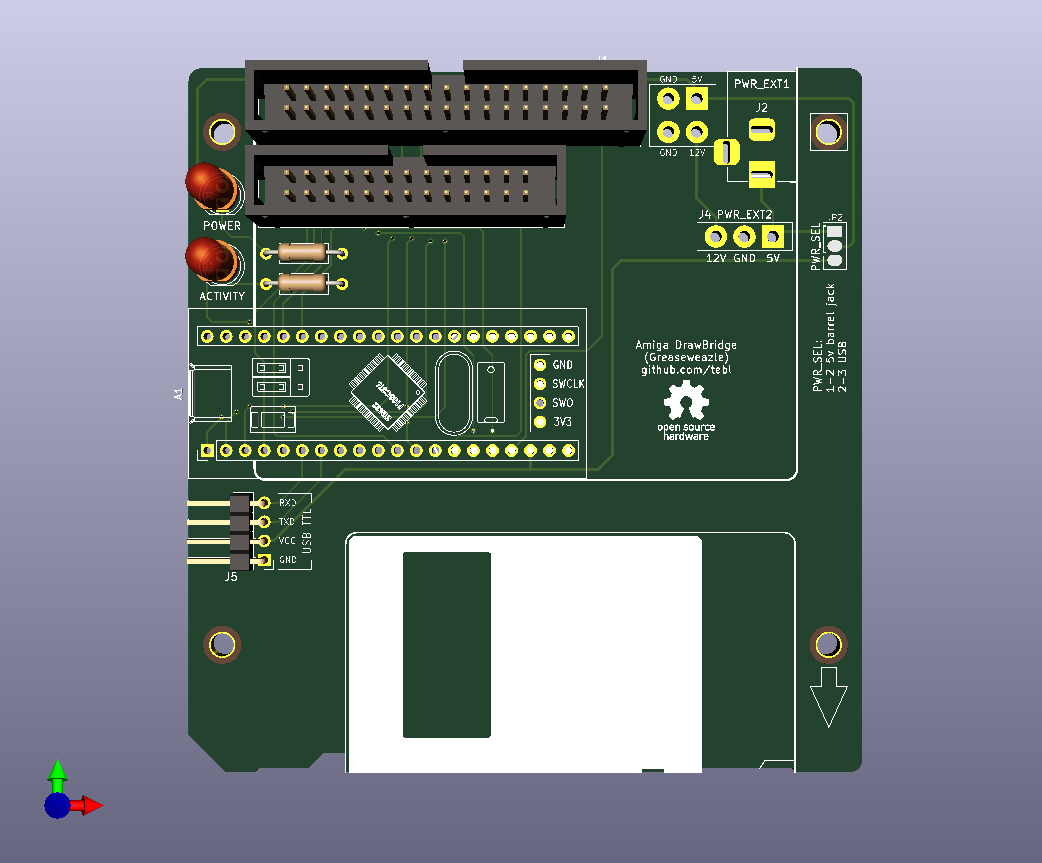 GND 5V
PWR_EXT1
J2
GND 12V
POWER
J4 PWR_EXT2
12V GND 5V
JP2
PWR_SEL
ACTIVITY
PWR_SEL:
1-2 5v barrel jack
2-3 USB
Amiga DrawBridge
(Greaseweazle)
github.com/tebl
open source
hardware
A1
GND
SWCLK
SWO
3V3
RXD
TXD
VCC
GND
USB TTL
J5